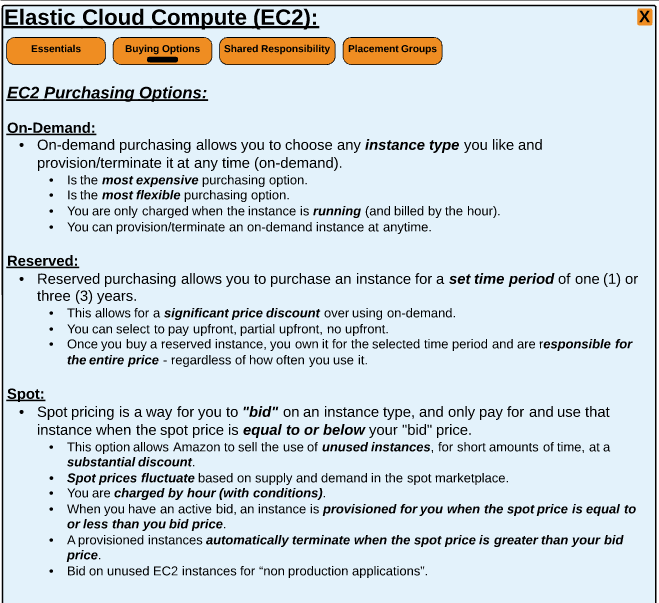 Elastic Cloud Compute (EC2):
X
Essentials
Buying Options
Shared Responsibility
Placement Groups
EC2 Purchasing Options:
On-Demand:
• On-demand purchasing allows you to choose any instance type you like and
provision/terminate it at any time (on-demand).
• Is the most expensive purchasing option.
• Is the most flexible purchasing option.
• You are only charged when the instance is running (and billed by the hour).
• You can provision/terminate an on-demand instance at anytime.
Reserved:
• Reserved purchasing allows you to purchase an instance for a set time period of one (1) or
three (3) years.
• This allows for a significant price discount over using on-demand.
• You can select to pay upfront, partial upfront, no upfront.
• Once you buy a reserved instance, you own it for the selected time period and are responsible for
the entire price - regardless of how often you use it.
Spot:
• Spot pricing is a way for you to "bid" on an instance type, and only pay for and use that
instance when the spot price is equal to or below your "bid" price.
• This option allows Amazon to sell the use of unused instances, for short amounts of time, at a
substantial discount.
• Spot prices fluctuate based on supply and demand in the spot marketplace.
• You are charged by hour (with conditions).
• When you have an active bid, an instance is provisioned for you when the spot price is equal to
or less than you bid price.
• A provisioned instances automatically terminate when the spot price is greater than your bid
price.
• Bid on unused EC2 instances for “non production applications”.